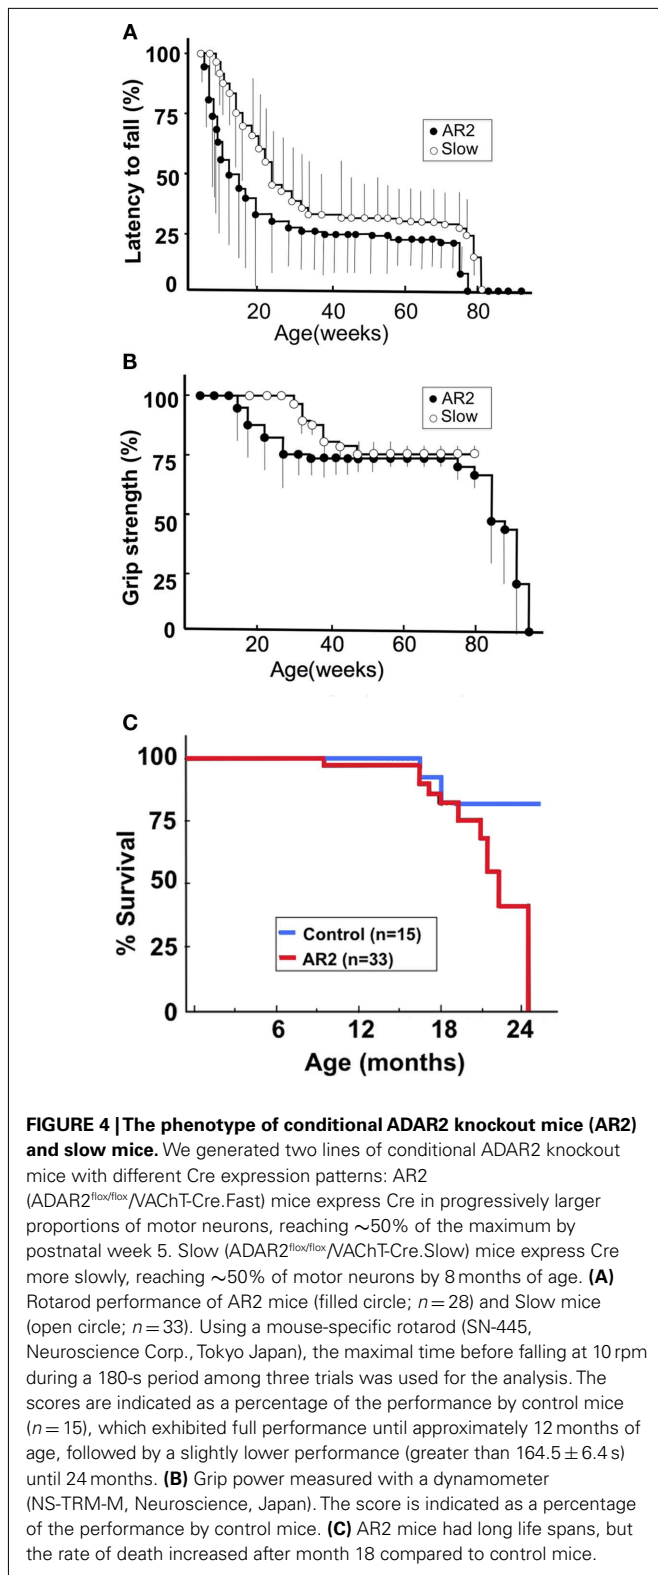 A
100
75
50
25
0
Latency to fall (%)
AR2
Slow
20
40
60
80
Age(weeks)
B
100
75
50
25
0
Grip strength (%)
AR2
Slow
20
40
60
80
Age(weeks)
C
100
75
50
25
0
% Survival
Control (n=15)
AR2 (n=33)
6
12
18
24
Age (months)
FIGURE 4 | The phenotype of conditional ADAR2 knockout mice (AR2)
and slow mice. We generated two lines of conditional ADAR2 knockout
mice with different Cre expression patterns: AR2
(ADAR2flox/flox/VAChT-Cre.Fast) mice express Cre in progressively larger
proportions of motor neurons, reaching ∼50% of the maximum by
postnatal week 5. Slow (ADAR2flox/flox/VAChT-Cre.Slow) mice express Cre
more slowly, reaching ∼50% of motor neurons by 8 months of age. (A)
Rotarod performance of AR2 mice (filled circle; n = 28) and Slow mice
(open circle; n = 33). Using a mouse-specific rotarod (SN-445,
Neuroscience Corp., Tokyo Japan), the maximal time before falling at 10 rpm
during a 180-s period among three trials was used for the analysis. The
scores are indicated as a percentage of the performance by control mice
(n = 15), which exhibited full performance until approximately 12 months of
age, followed by a slightly lower performance (greater than 164.5 ± 6.4 s)
until 24 months. (B) Grip power measured with a dynamometer
(NS-TRM-M, Neuroscience, Japan). The score is indicated as a percentage
of the performance by control mice. (C) AR2 mice had long life spans, but
the rate of death increased after month 18 compared to control mice.